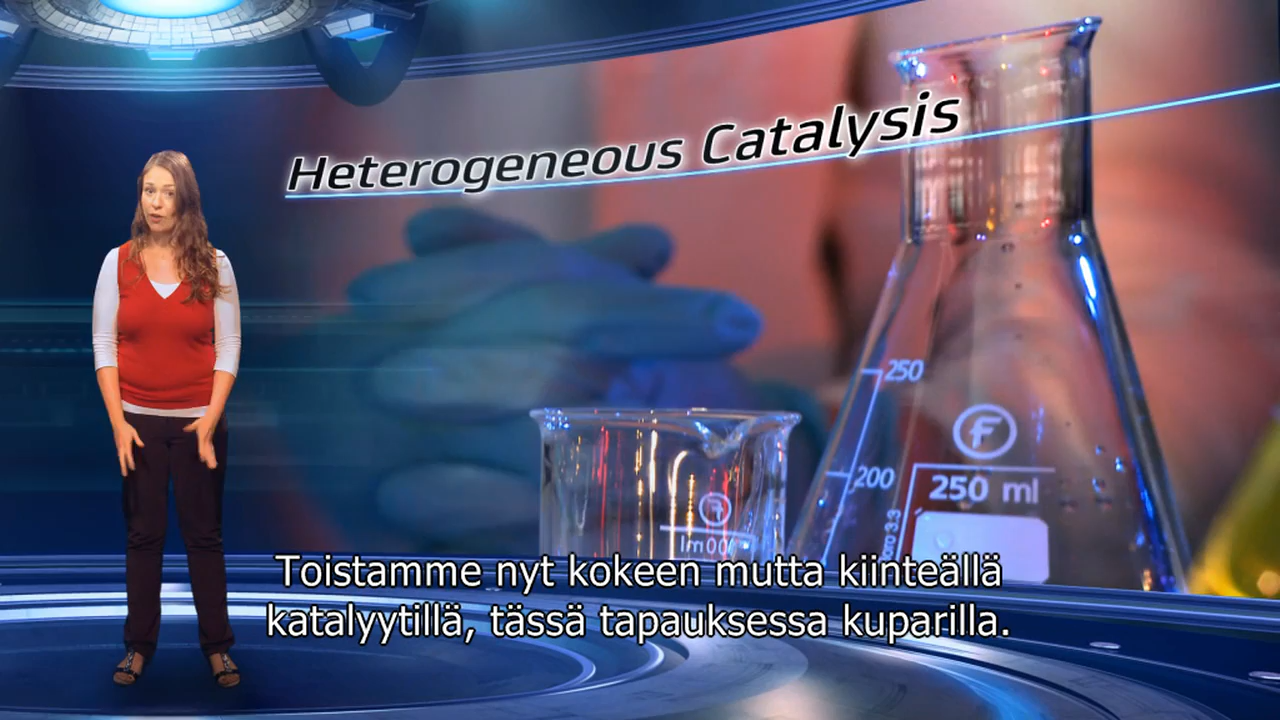 Heterogeneous Catalysis
250
200
F
250 ml
Toistamme nyt kokeen mutta kiinteällä
katalyytillä, tässä tapauksessa kuparilla.